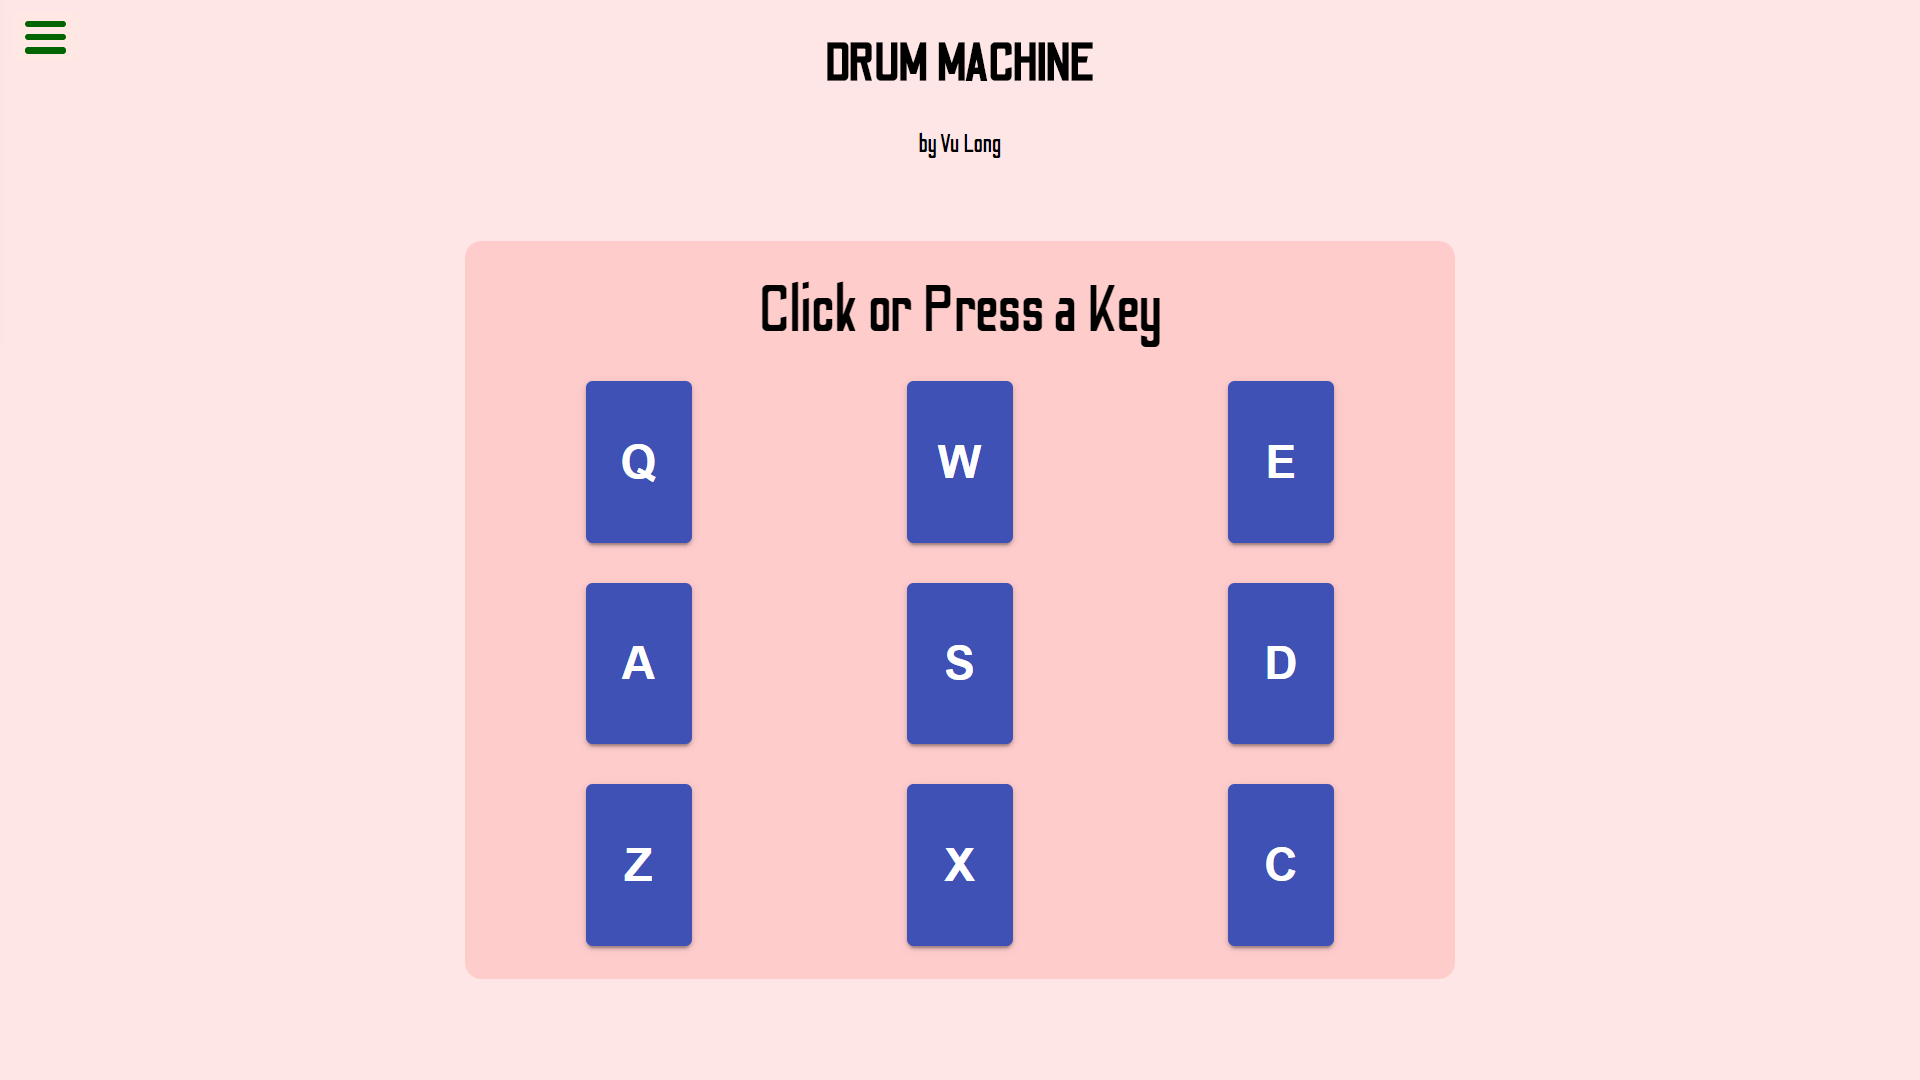 DRUM MACHINE
by Vu Long
Click or Press a Key
Q W E
A S D
Z X C